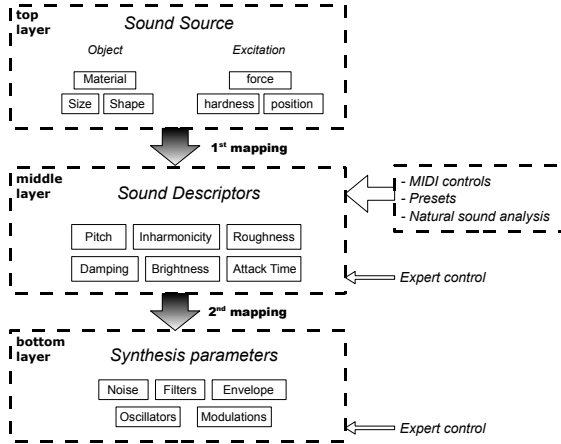 top
layer
Sound Source
Object
Excitation
Material
force
Size
Shape
hardness
position
1st mapping
middle
layer
Sound Descriptors
- MIDI controls
- Presets
- Natural sound analysis
Pitch
Inharmonicity
Roughness
Damping
Brightness
Attack Time
Expert control
2nd mapping
bottom
layer
Synthesis parameters
Noise
Filters
Envelope
Oscillators
Modulations
Expert control